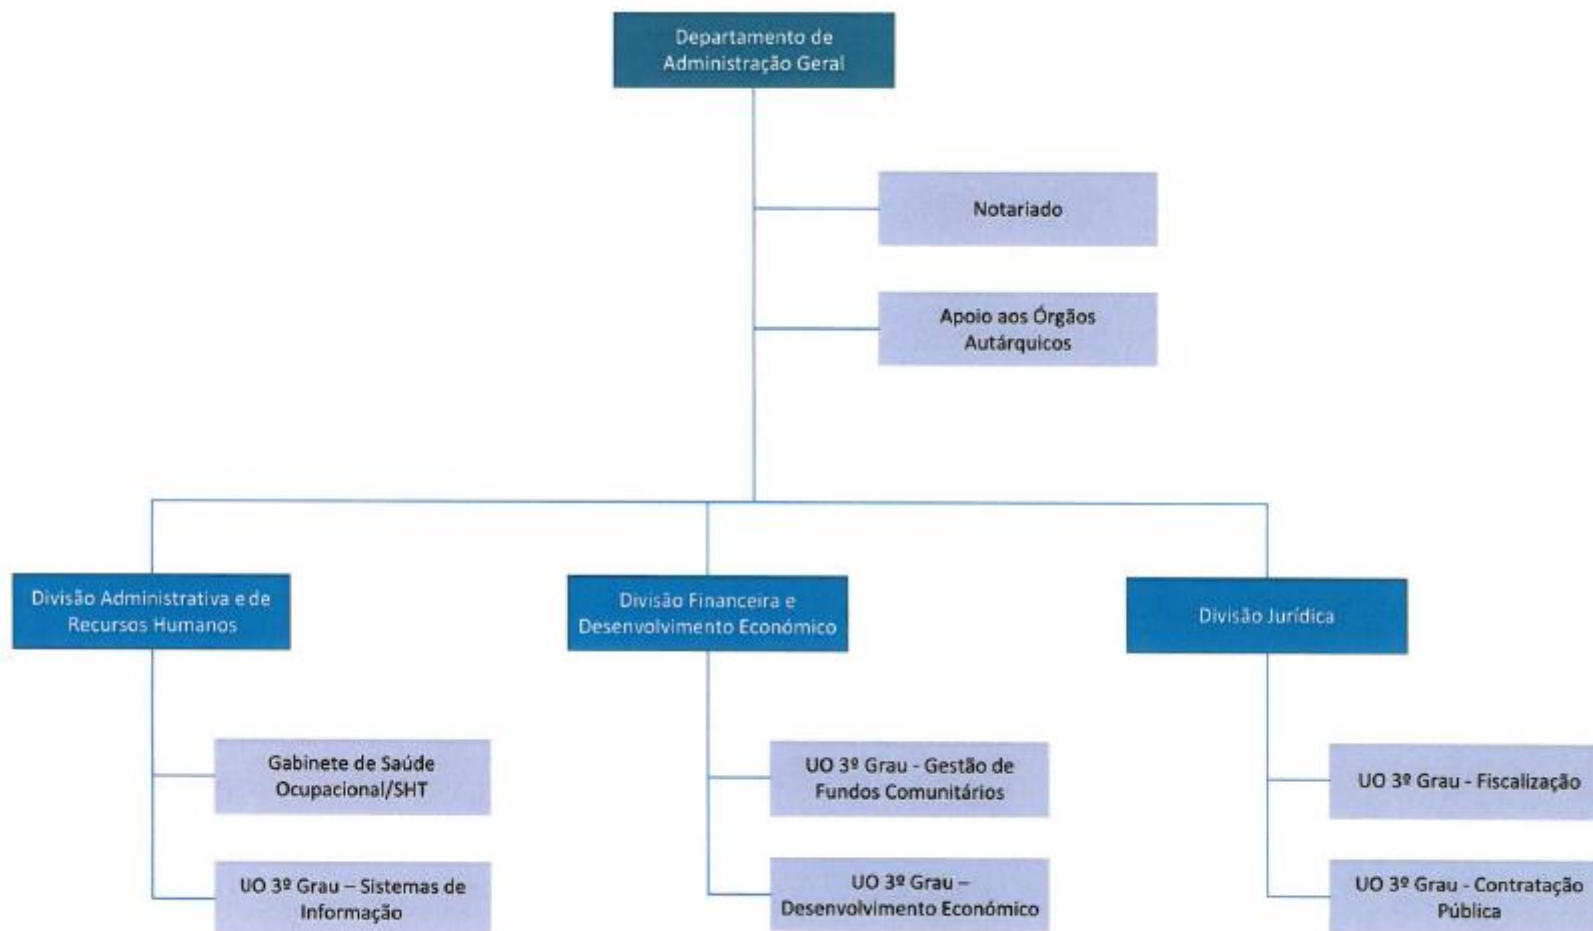 Departamento de
Administração Geral
Notariado
Apoio aos Órgãos
Autárquicos
Divisão Administrativa e de
Recursos Humanos
Divisão Financeira e
Desenvolvimento Económico
Divisão Jurídica
Gabinete de Saúde
Ocupacional/SHT
UO 3º Grau - Gestão de
Fundos Comunitários
UO 3º Grau - Fiscalização
UO 3º Grau – Sistemas de
Informação
UO 3º Grau –
Desenvolvimento Económico
UO 3º Grau - Contratação
Pública